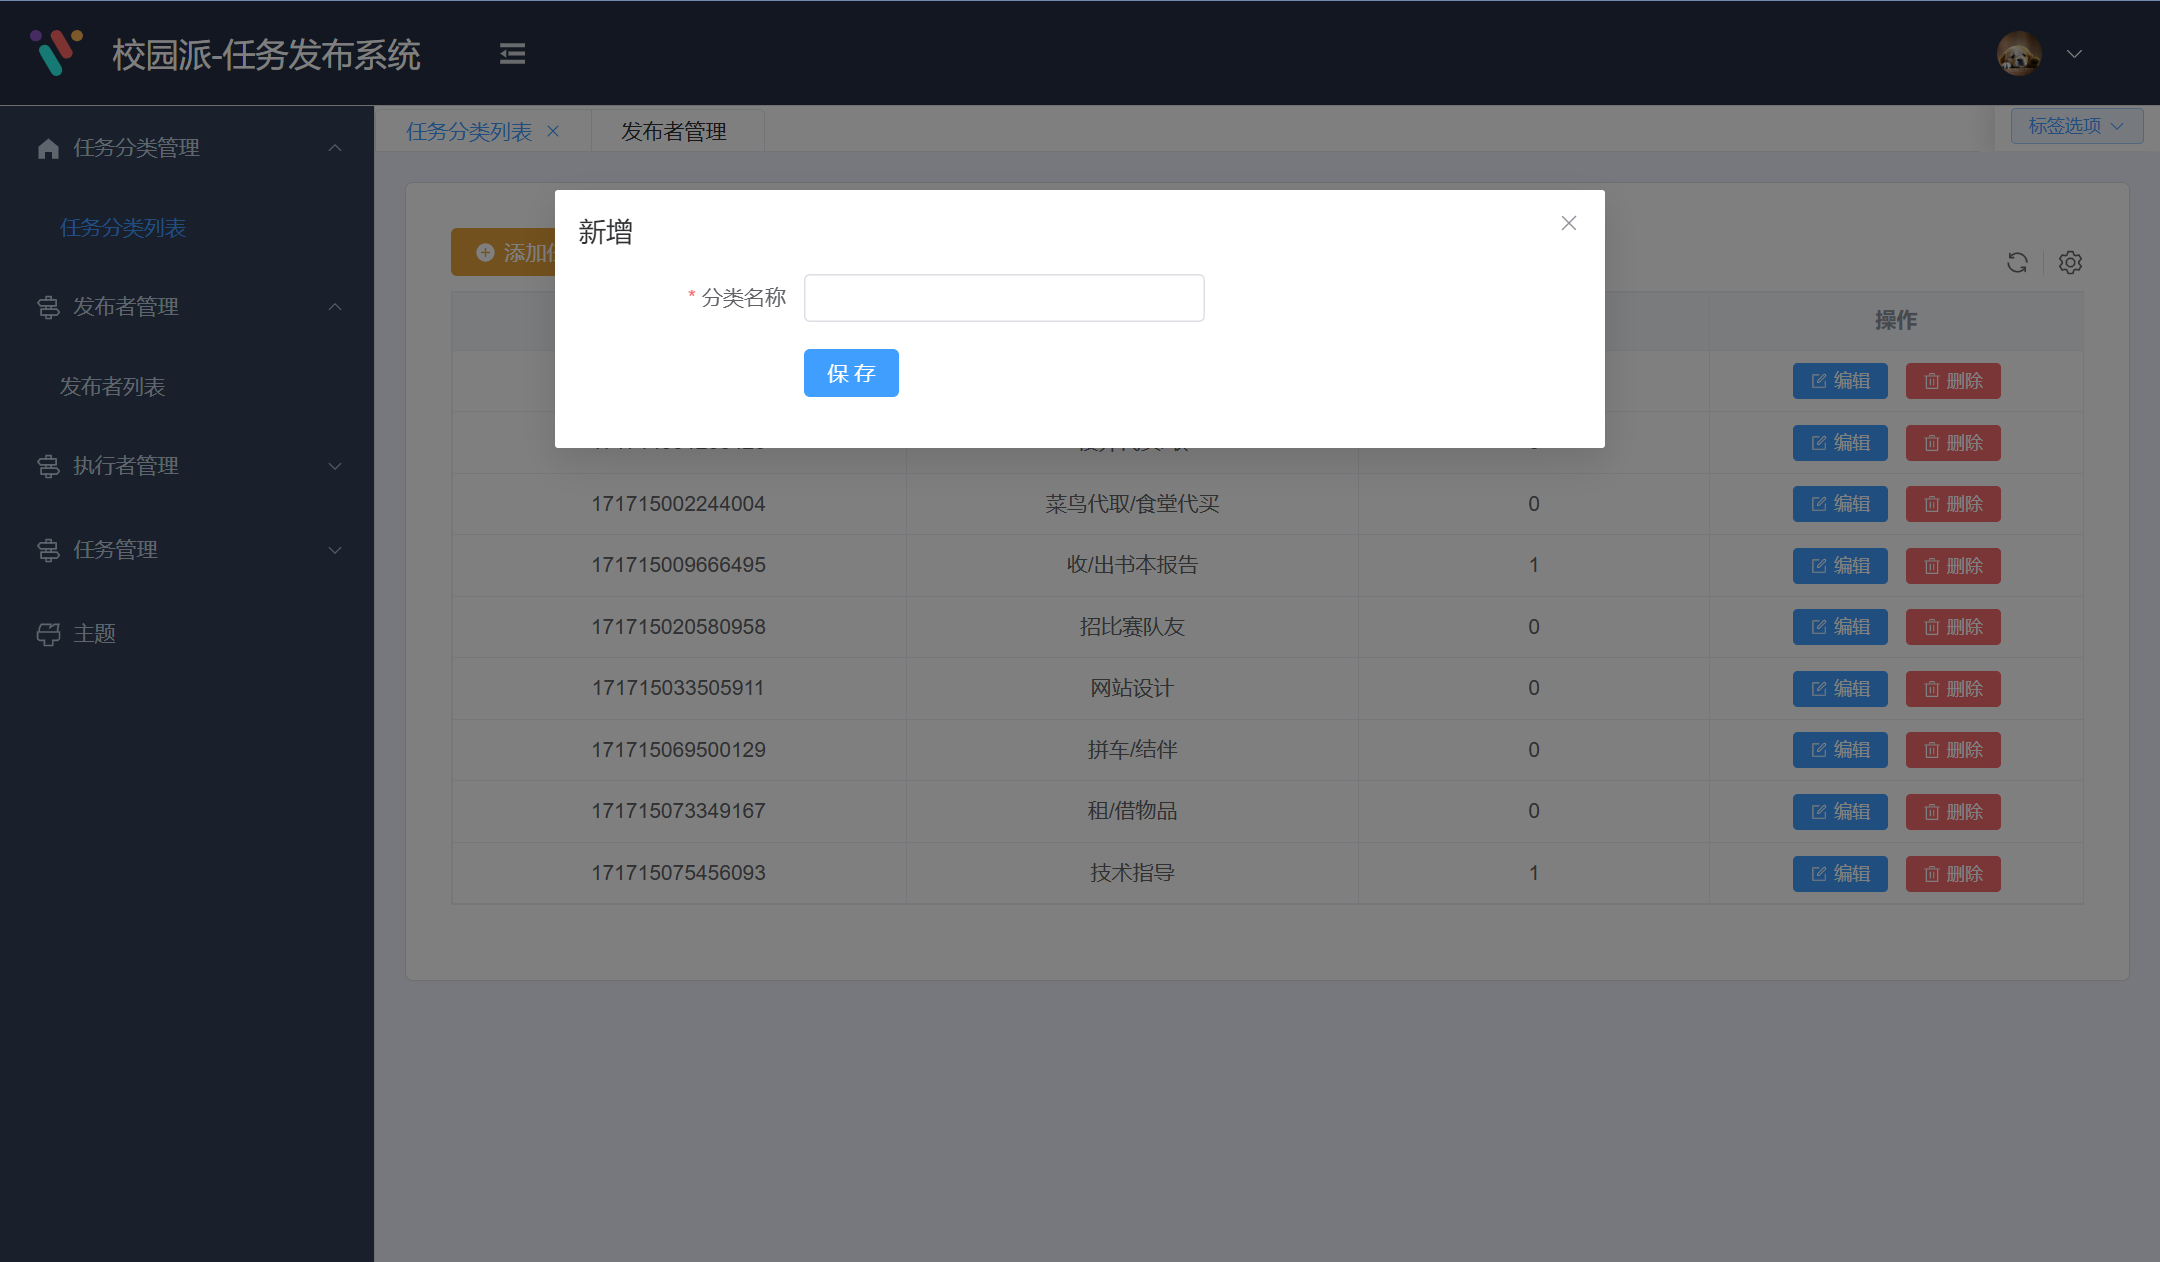 校园派-任务发布系统
任务分类管理
任务分类列表
发布者管理
发布者列表
执行者管理
任务管理
主题
任务分类列表
发布者管理
标签选项
新增
* 分类名称
保存
添加
操作
编辑 删除
编辑 删除
171715002244004 菜鸟代取/食堂代买 0 编辑 删除
171715009666495 收/出书本报告 1 编辑 删除
171715020580958 招比赛队友 0 编辑 删除
171715033505911 网站设计 0 编辑 删除
171715069500129 拼车/结伴 0 编辑 删除
171715073349167 租/借物品 0 编辑 删除
171715075456093 技术指导 1 编辑 删除